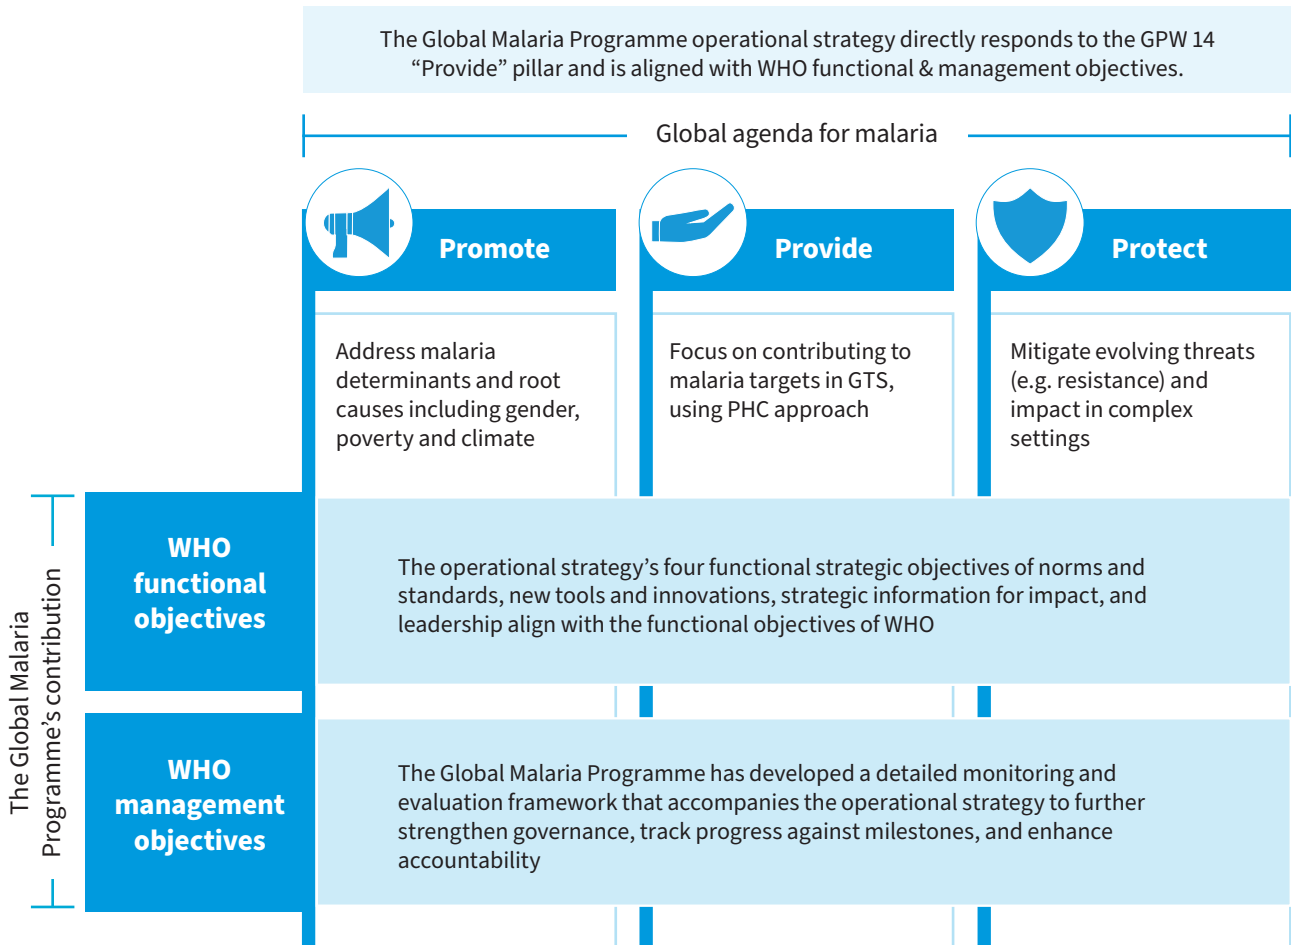 The Global Malaria Programme operational strategy directly responds to the GPW 14
“Provide” pillar and is aligned with WHO functional & management objectives.
Global agenda for malaria
Promote
Provide
Protect
Address malaria
determinants and root
causes including gender,
poverty and climate
Focus on contributing to
malaria targets in GTS,
using PHC approach
Mitigate evolving threats
(e.g. resistance) and
impact in complex
settings
The Global Malaria
Programme’s contribution
WHO
functional
objectives
The operational strategy’s four functional strategic objectives of norms and
standards, new tools and innovations, strategic information for impact, and
leadership align with the functional objectives of WHO
WHO
management
objectives
The Global Malaria Programme has developed a detailed monitoring and
evaluation framework that accompanies the operational strategy to further
strengthen governance, track progress against milestones, and enhance
accountability